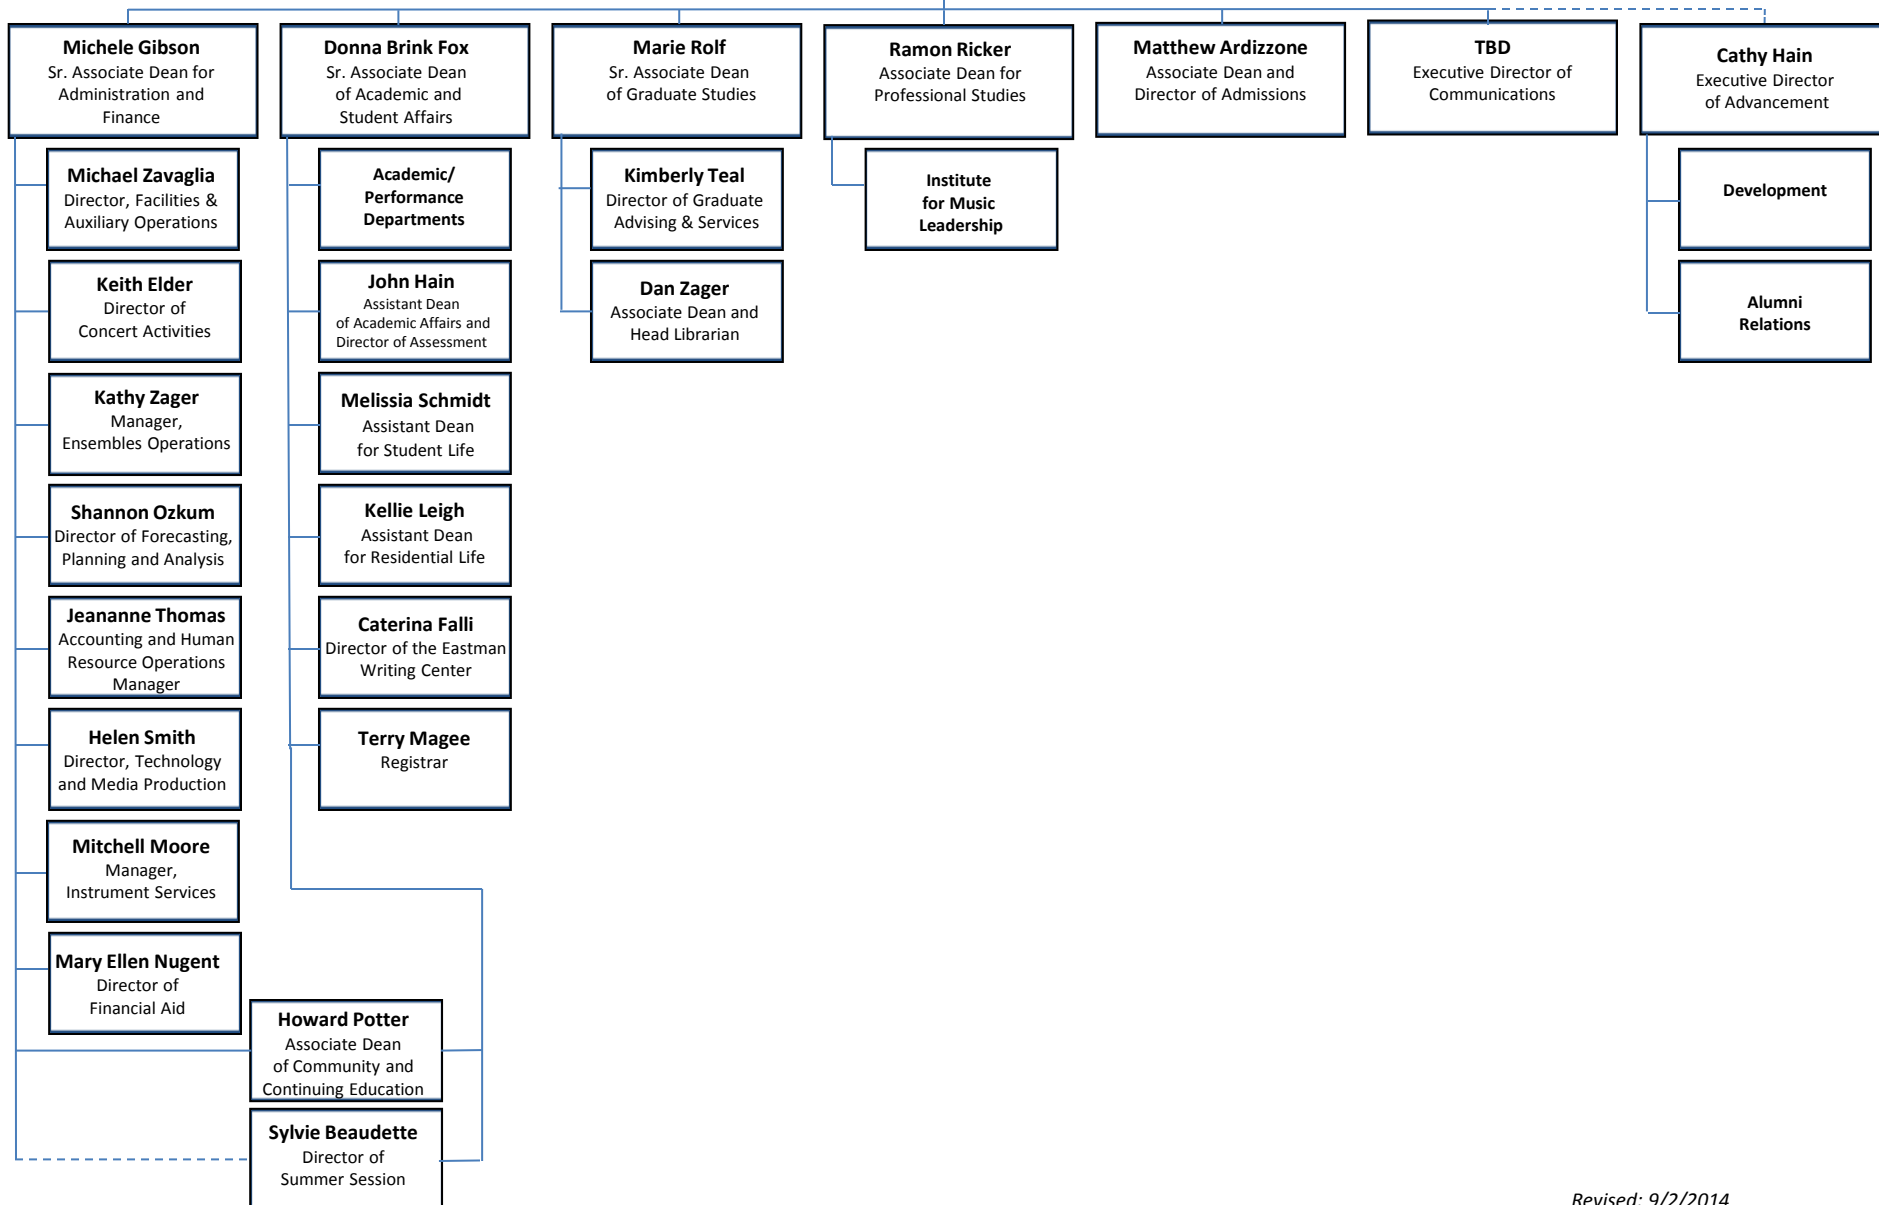 Michele Gibson
Sr. Associate Dean for
Administration and
Finance
Donna Brink Fox
Sr. Associate Dean
of Academic and
Student Affairs
Marie Rolf
Sr. Associate Dean
of Graduate Studies
Ramon Ricker
Associate Dean for
Professional Studies
Matthew Ardizzone
Associate Dean and
Director of Admissions
TBD
Executive Director of
Communications
Cathy Hain
Executive Director
of Advancement
Michael Zavaglia
Director, Facilities &
Auxiliary Operations
Keith Elder
Director of
Concert Activities
Kathy Zager
Manager,
Ensembles Operations
Shannon Ozkum
Director of Forecasting,
Planning and Analysis
Jeananne Thomas
Accounting and Human
Resource Operations
Manager
Helen Smith
Director, Technology
and Media Production
Mitchell Moore
Manager,
Instrument Services
Mary Ellen Nugent
Director of
Financial Aid
Academic/
Performance
Departments
John Hain
Assistant Dean
of Academic Affairs and
Director of Assessment
Melissia Schmidt
Assistant Dean
for Student Life
Kellie Leigh
Assistant Dean
for Residential Life
Caterina Falli
Director of the Eastman
Writing Center
Terry Magee
Registrar
Howard Potter
Associate Dean
of Community and
Continuing Education
Sylvie Beaudette
Director of
Summer Session
Kimberly Teal
Director of Graduate
Advising & Services
Dan Zager
Associate Dean and
Head Librarian
Institute
for Music
Leadership
Development
Alumni
Relations
Revised: 9/2/2014